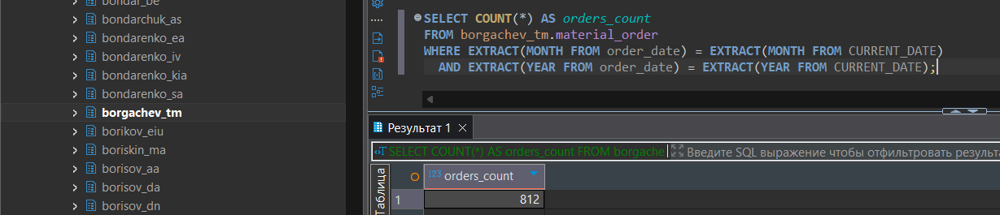 bondar_be
bondarchuk_as
bondarenko_ea
bondarenko_iv
bondarenko_kia
bondarenko_sa
borgachev_tm
borikov_eiu
boriskin_ma
borisov_aa
borisov_da
borisov_dn
SELECT COUNT(*) AS orders_count
FROM borgachev_tm.material_order
WHERE EXTRACT(MONTH FROM order_date) = EXTRACT(MONTH FROM CURRENT_DATE)
AND EXTRACT(YEAR FROM order_date) = EXTRACT(YEAR FROM CURRENT_DATE);
Результат 1
SELECT COUNT(*) AS orders_count FROM borgache
Введите SQL выражение чтобы отфильтровать результа
Таблица
123 orders_count
1 812